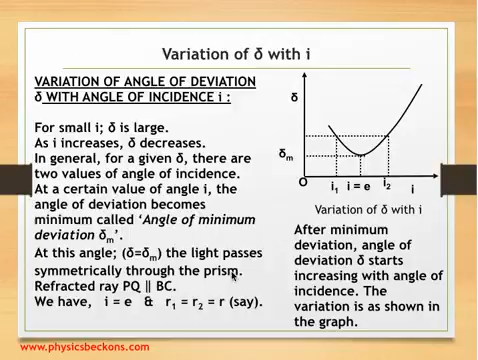 Variation of δ with i
VARIATION OF ANGLE OF DEVIATION
δ WITH ANGLE OF INCIDENCE i :
For small i; δ is large.
As i increases, δ decreases.
In general, for a given δ, there are
two values of angle of incidence.
At a certain value of angle i, the
angle of deviation becomes
minimum called ‘Angle of minimum
deviation δm’.
At this angle; (δ=δm) the light passes
symmetrically through the prism.
Refracted ray PQ ∥ BC.
We have, i = e & r1 = r2 = r (say).
δ
δm
O
i1 i = e i2 i
Variation of δ with i
After minimum
deviation, angle of
deviation δ starts
increasing with angle of
incidence. The
variation is as shown in
the graph.
www.physicsbeckons.com